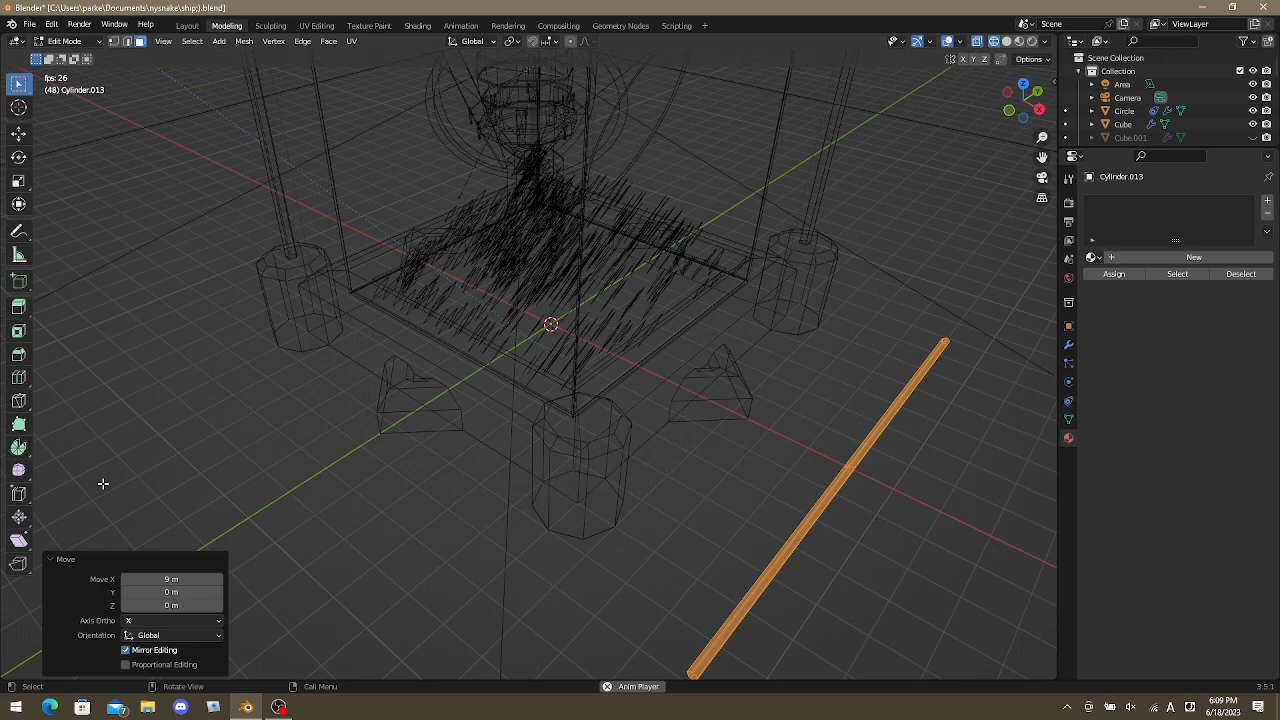 Blender* [C:\Users\parke\Documents\nysnake\ship;).blend]
File Edit Render Window Help Layout Modeling Sculpting UV Editing Texture Paint Shading Animation Rendering Compositing Geometry Nodes Scripting + Scene ViewLayer
Edit Mode View Select Add Mesh Vertex Edges Face UV Global
X Y Z Options
fps: 26
(48) Cylinder.013
Z
Y
X
Scene Collection
Collection
Area
Camera
Circle
Cube
Cube.001
Cylinder.013
New
Assign Select Deselect
Move
Move X 9 m
Y 0 m
Z 0 m
Axis Ortho X
Orientation Global
Mirror Editing
Proportional Editing
Select Rotate View Call Menu Anim Player 3.5.1
7
A
6:09 PM
6/18/2023